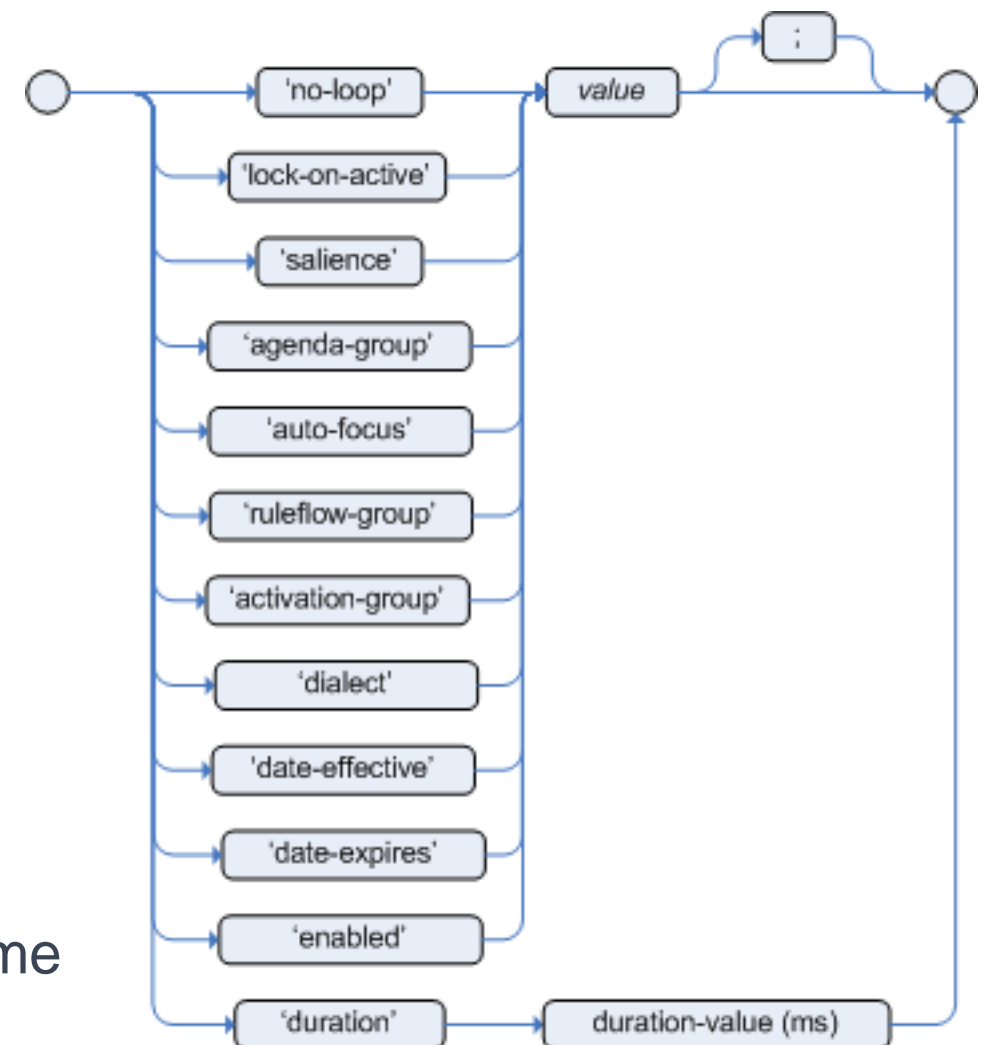 ;
‘no-loop’
value
‘lock-on-active’
‘salience’
‘agenda-group’
‘auto-focus’
‘ruleflow-group’
‘activation-group’
‘dialect’
‘date-effective’
‘date-expires’
‘enabled’
me
‘duration’
duration-value (ms)